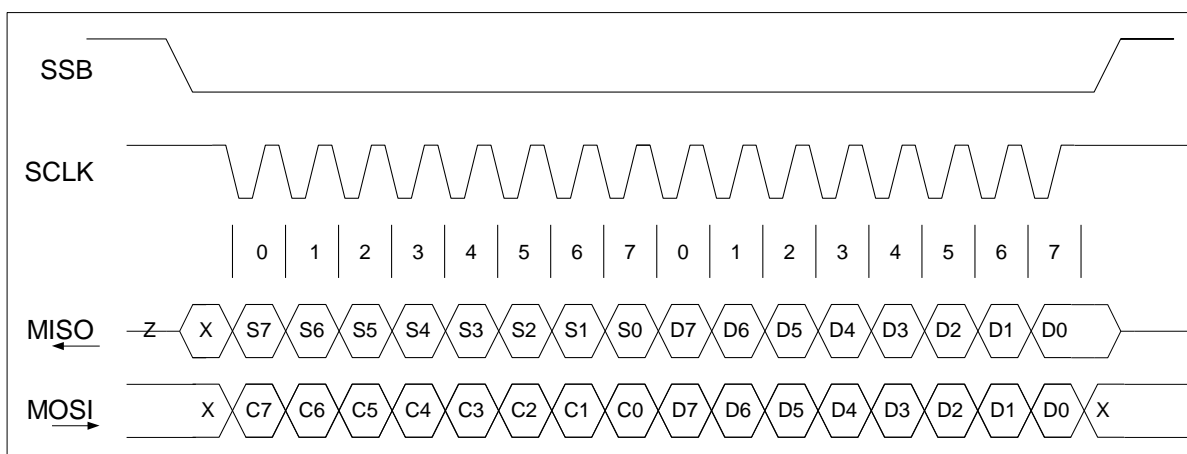 SSB
SCLK
0 1 2 3 4 5 6 7 0 1 2 3 4 5 6 7
MISO Z X S7 S6 S5 S4 S3 S2 S1 S0 D7 D6 D5 D4 D3 D2 D1 D0
MOSI X C7 C6 C5 C4 C3 C2 C1 C0 D7 D6 D5 D4 D3 D2 D1 D0 X